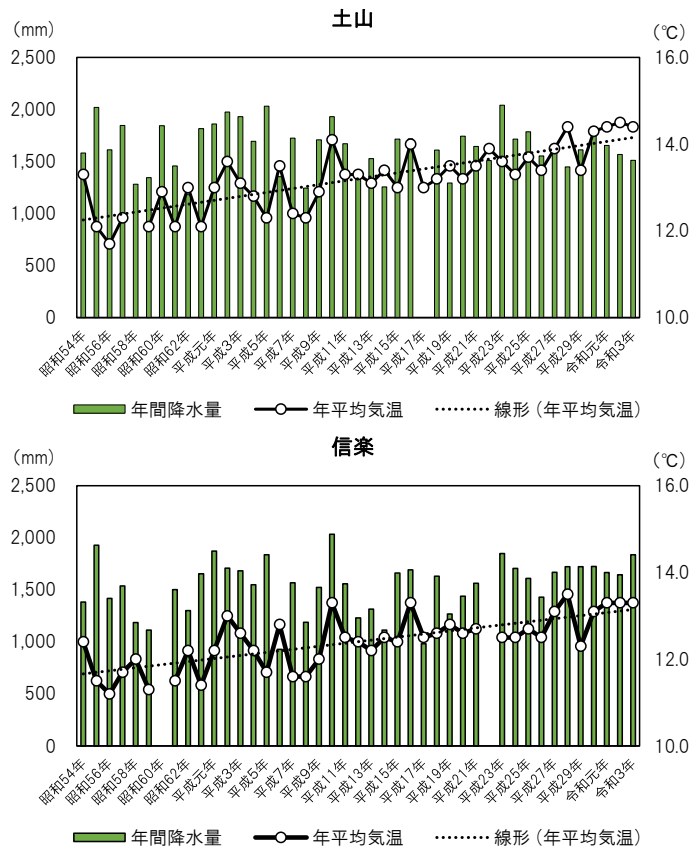 土山
（mm）
（℃）
2,500
2,000
1,500
1,000
500
0
16.0
14.0
12.0
10.0
昭和54年
昭和56年
昭和58年
昭和60年
昭和62年
平成元年
平成3年
平成5年
平成7年
平成9年
平成11年
平成13年
平成15年
平成17年
平成19年
平成21年
平成23年
平成25年
平成27年
平成29年
令和元年
令和3年
年間降水量 年平均気温 線形（年平均気温）
信楽
（mm）
（℃）
2,500
2,000
1,500
1,000
500
0
16.0
14.0
12.0
10.0
昭和54年
昭和56年
昭和58年
昭和60年
昭和62年
平成元年
平成3年
平成5年
平成7年
平成9年
平成11年
平成13年
平成15年
平成17年
平成19年
平成21年
平成23年
平成25年
平成27年
平成29年
令和元年
令和3年
年間降水量 年平均気温 線形（年平均気温）